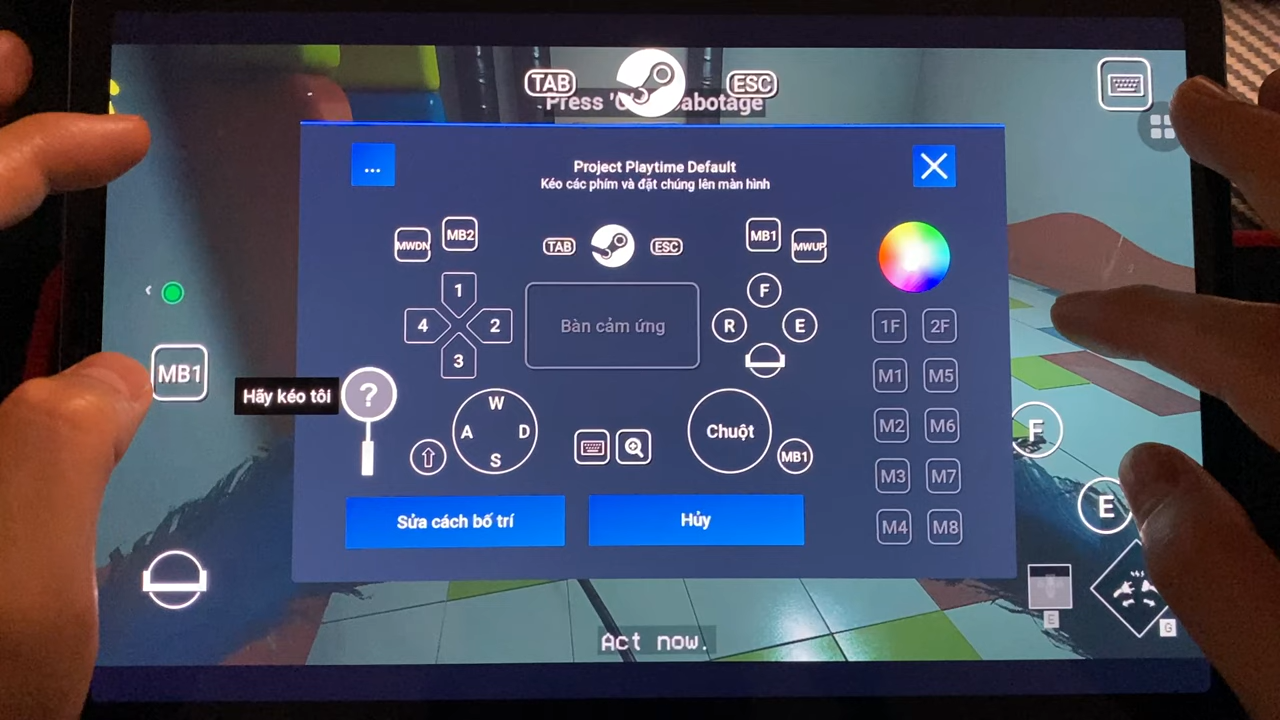 TAB
ESC
Press '
abotage
...
Project Playtime Default
Kéo các phím và đặt chúng lên màn hình
MWDN
MB2
TAB
ESC
MB1
MWUP
1
4
2
3
Bàn cảm ứng
F
R
E
1F
2F
M1
M5
M2
M6
M3
M7
M4
M8
MB1
Hãy kéo tôi
?
W
A
D
S
Chuột
MB1
F
E
Sửa cách bố trí
Hủy
E
G
Act now.